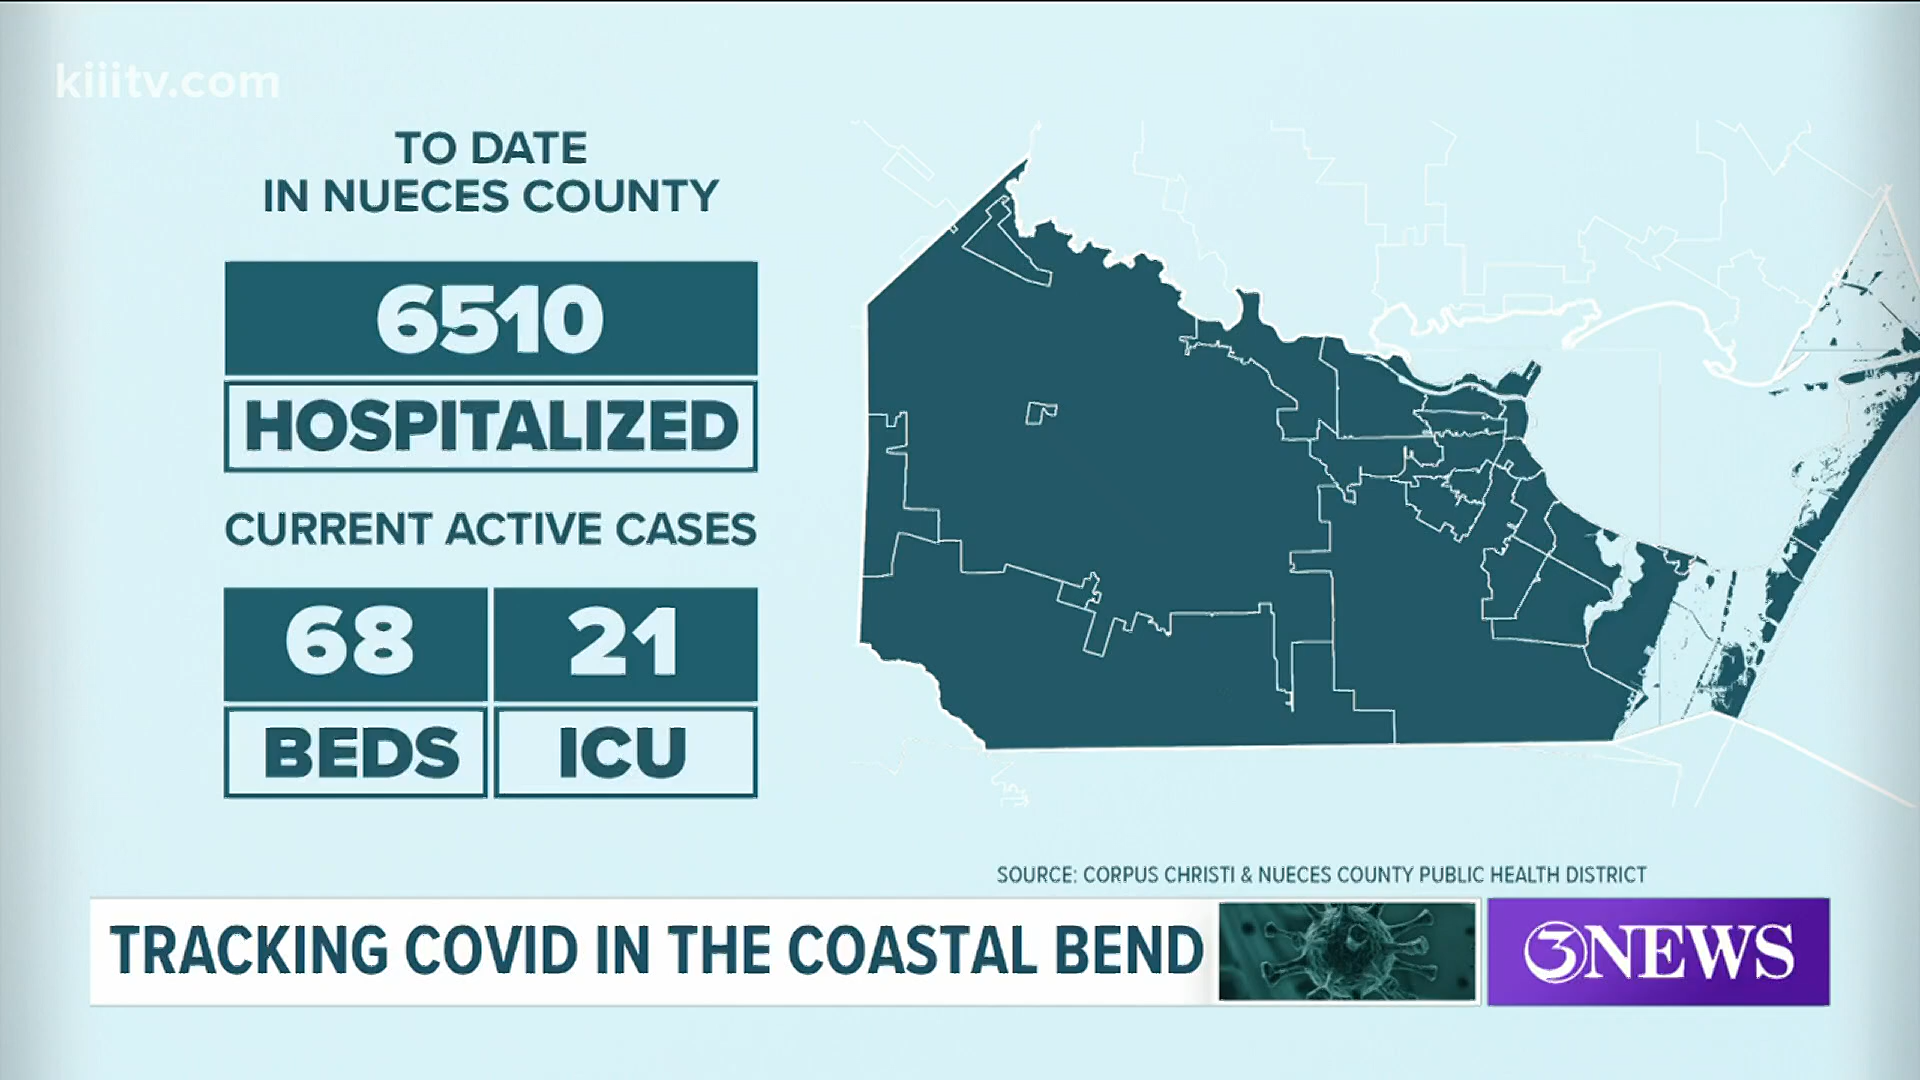 kiiitv.com
TO DATE
IN NUECES COUNTY
6510
HOSPITALIZED
CURRENT ACTIVE CASES
68
BEDS
21
ICU
SOURCE: CORPUS CHRISTI & NUECES COUNTY PUBLIC HEALTH DISTRICT
TRACKING COVID IN THE COASTAL BEND
3NEWS